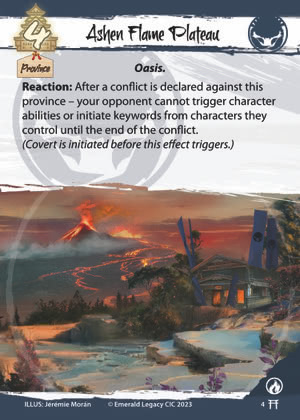 4
Ashen Flame Plateau
Province
Oasis.
Reaction: After a conflict is declared against this
province – your opponent cannot trigger character
abilities or initiate keywords from characters they
control until the end of the conflict.
(Covert is initiated before this effect triggers.)
ILLUS: Jérémie Morán © Emerald Legacy CIC 2023 4